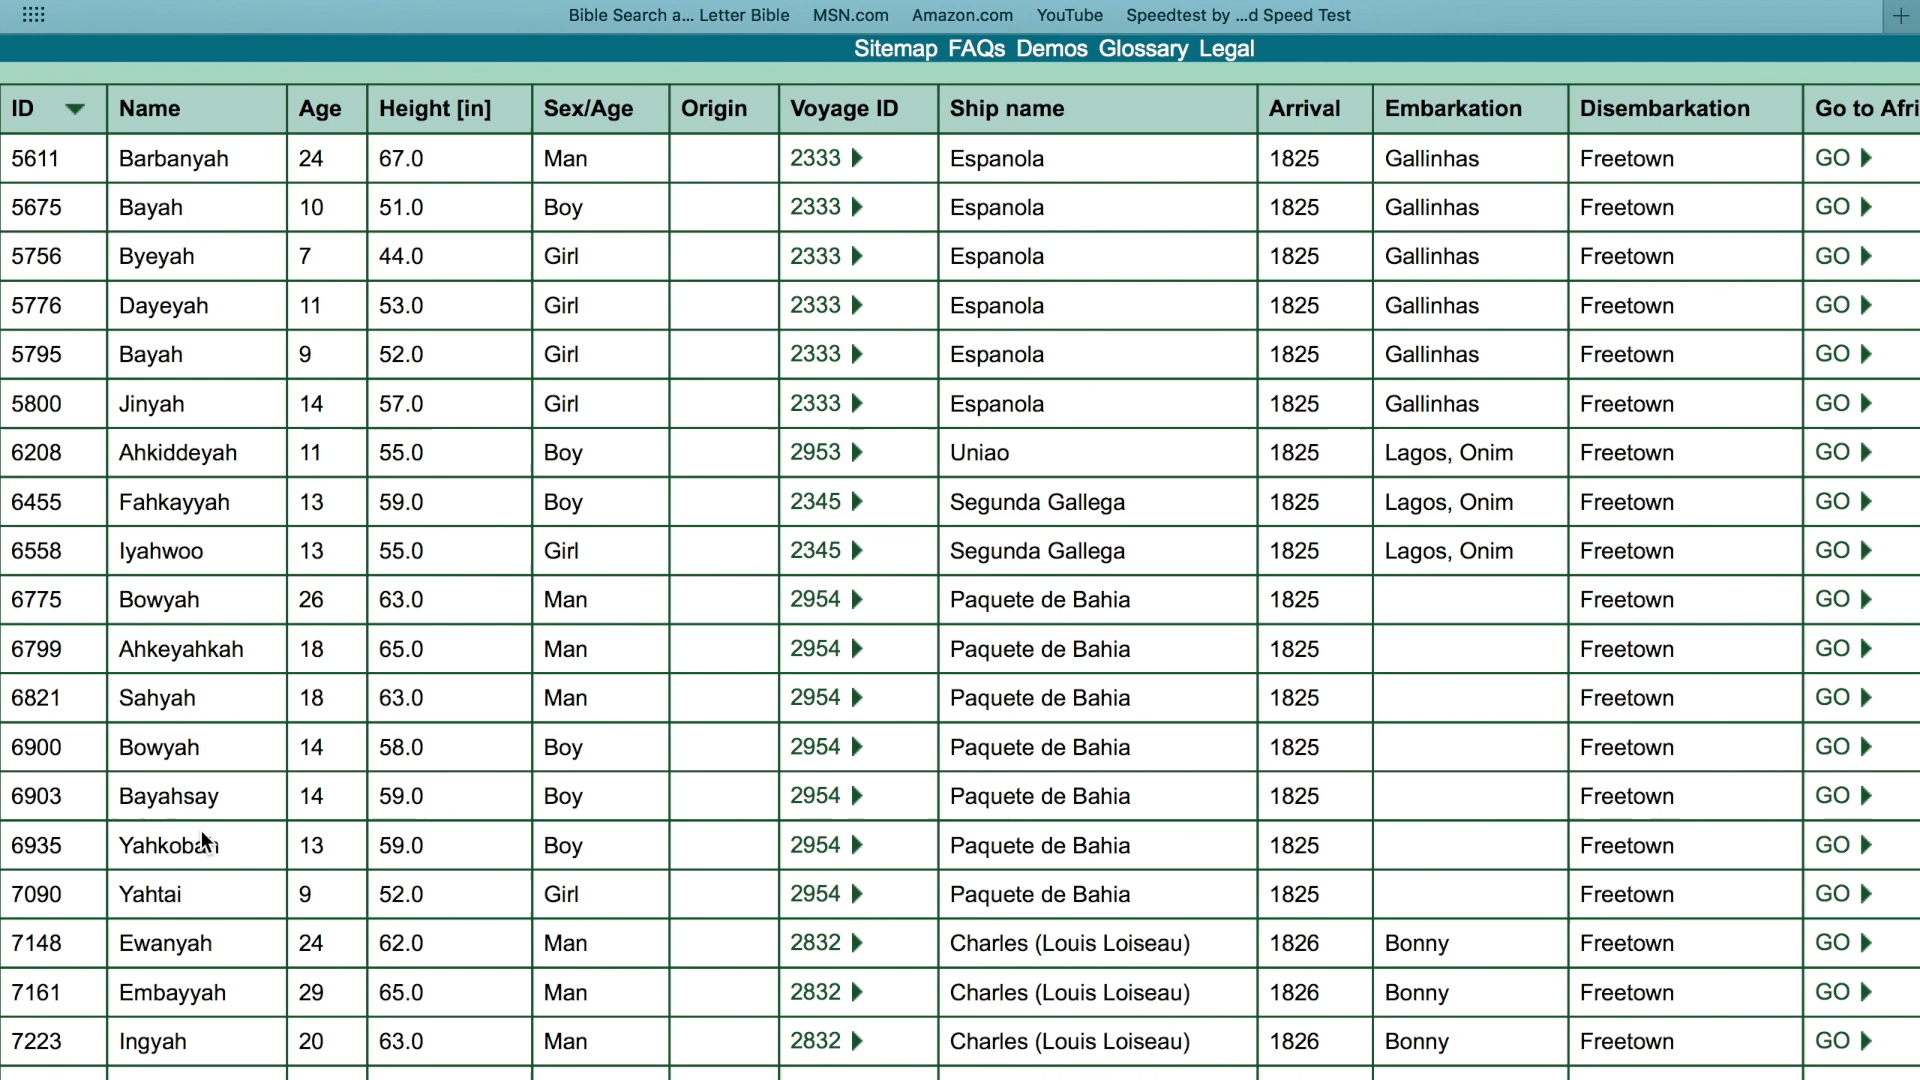 Bible Search a... Letter Bible MSN.com Amazon.com YouTube Speedtest by ...d Speed Test
Sitemap FAQs Demos Glossary Legal
ID Name Age Height [in] Sex/Age Origin Voyage ID Ship name Arrival Embarkation Disembarkation Go to Afri
5611 Barbanyah 24 67.0 Man 2333 Espanola 1825 Gallinhas Freetown GO
5675 Bayah 10 51.0 Boy 2333 Espanola 1825 Gallinhas Freetown GO
5756 Byeyah 7 44.0 Girl 2333 Espanola 1825 Gallinhas Freetown GO
5776 Dayeyah 11 53.0 Girl 2333 Espanola 1825 Gallinhas Freetown GO
5795 Bayah 9 52.0 Girl 2333 Espanola 1825 Gallinhas Freetown GO
5800 Jinyah 14 57.0 Girl 2333 Espanola 1825 Gallinhas Freetown GO
6208 Ahkiddeyah 11 55.0 Boy 2953 Uniao 1825 Lagos, Onim Freetown GO
6455 Fahkayyah 13 59.0 Boy 2345 Segunda Gallega 1825 Lagos, Onim Freetown GO
6558 Iyahwoo 13 55.0 Girl 2345 Segunda Gallega 1825 Lagos, Onim Freetown GO
6775 Bowyah 26 63.0 Man 2954 Paquete de Bahia 1825 Freetown GO
6799 Ahkeyahkah 18 65.0 Man 2954 Paquete de Bahia 1825 Freetown GO
6821 Sahyah 18 63.0 Man 2954 Paquete de Bahia 1825 Freetown GO
6900 Bowyah 14 58.0 Boy 2954 Paquete de Bahia 1825 Freetown GO
6903 Bayahsay 14 59.0 Boy 2954 Paquete de Bahia 1825 Freetown GO
6935 Yahkobah 13 59.0 Boy 2954 Paquete de Bahia 1825 Freetown GO
7090 Yahtai 9 52.0 Girl 2954 Paquete de Bahia 1825 Freetown GO
7148 Ewanyah 24 62.0 Man 2832 Charles (Louis Loiseau) 1826 Bonny Freetown GO
7161 Embayyah 29 65.0 Man 2832 Charles (Louis Loiseau) 1826 Bonny Freetown GO
7223 Ingyah 20 63.0 Man 2832 Charles (Louis Loiseau) 1826 Bonny Freetown GO